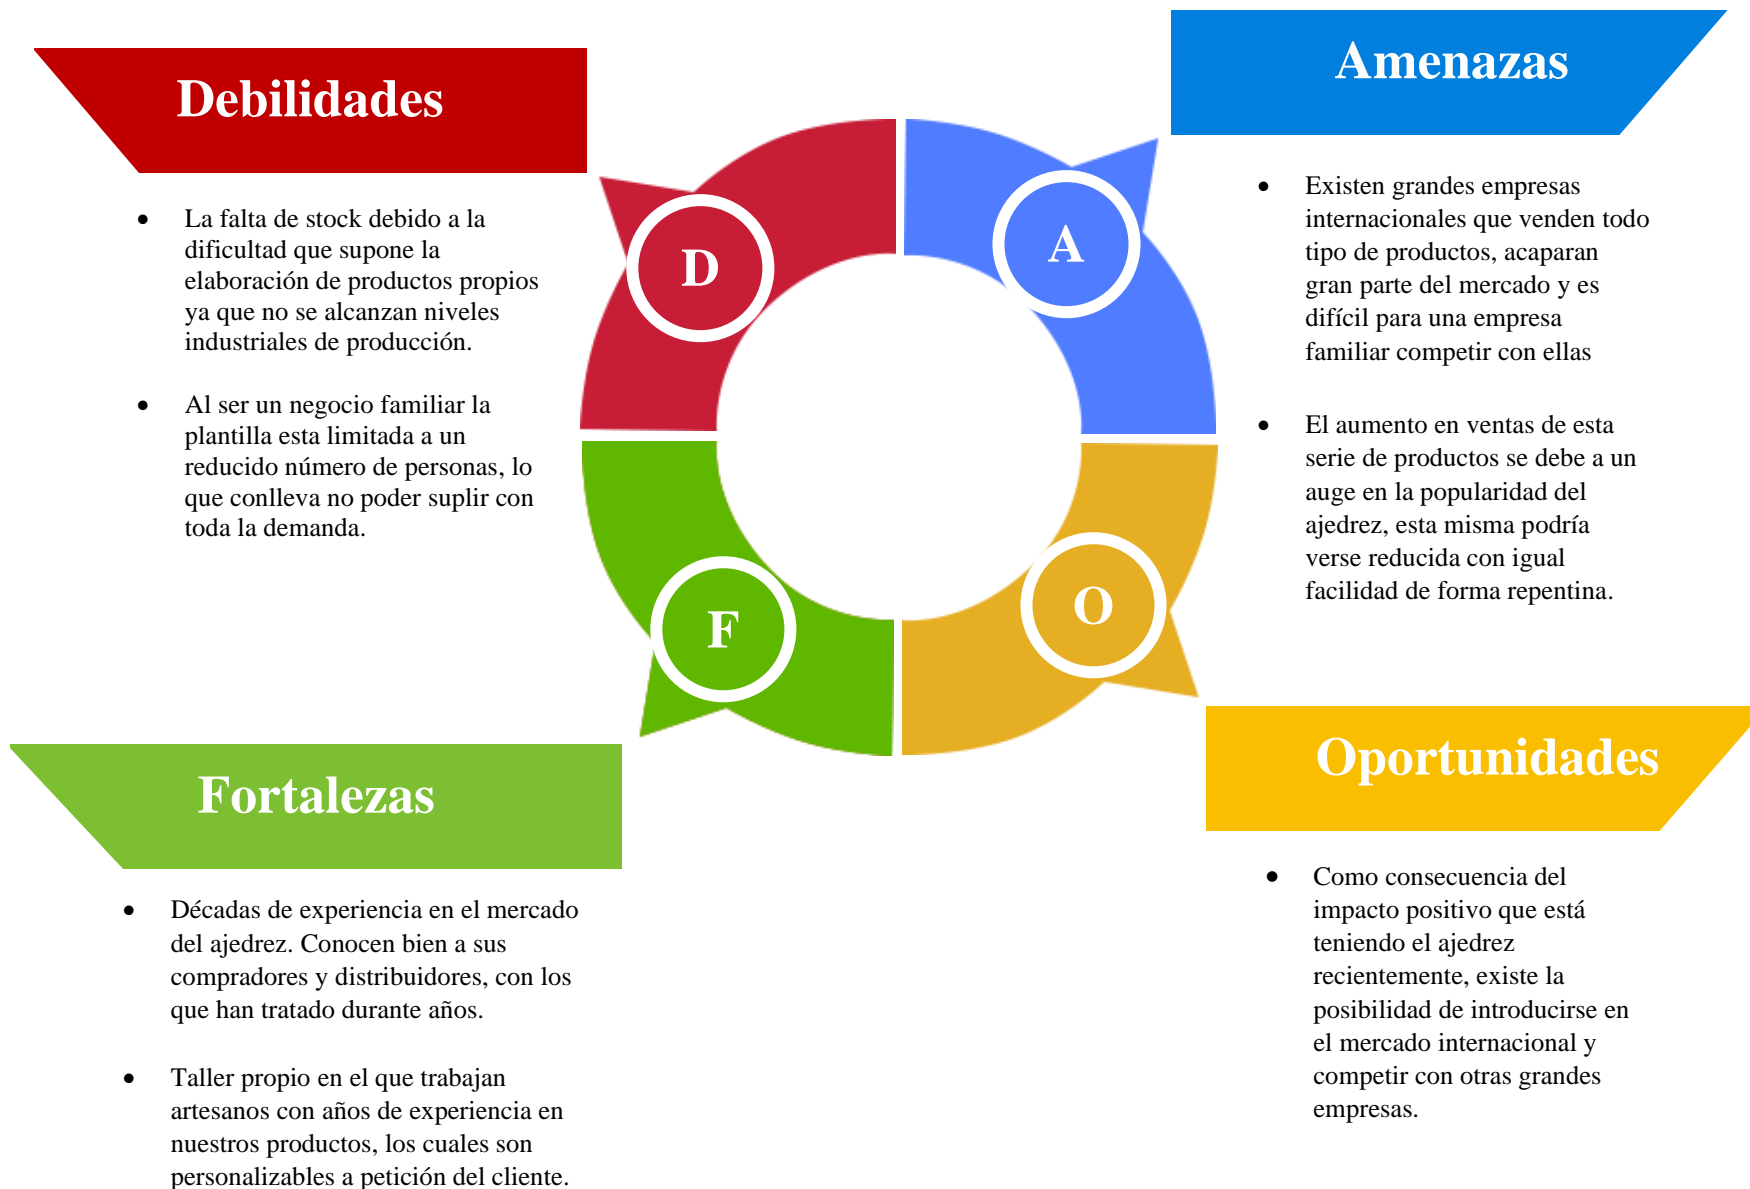 Debilidades
La falta de stock debido a la
dificultad que supone la
elaboración de productos propios
ya que no se alcanzan niveles
industriales de producción.
Al ser un negocio familiar la
plantilla esta limitada a un
reducido número de personas, lo
que conlleva no poder suplir con
toda la demanda.
D
A
F
O
Amenazas
Existen grandes empresas
internacionales que venden todo
tipo de productos, acaparan
gran parte del mercado y es
difícil para una empresa
familiar competir con ellas
El aumento en ventas de esta
serie de productos se debe a un
auge en la popularidad del
ajedrez, esta misma podría
verse reducida con igual
facilidad de forma repentina.
Fortalezas
Décadas de experiencia en el mercado
del ajedrez. Conocen bien a sus
compradores y distribuidores, con los
que han tratado durante años.
Taller propio en el que trabajan
artesanos con años de experiencia en
nuestros productos, los cuales son
personalizables a petición del cliente.
Oportunidades
Como consecuencia del
impacto positivo que está
teniendo el ajedrez
recientemente, existe la
posibilidad de introducirse en
el mercado internacional y
competir con otras grandes
empresas.